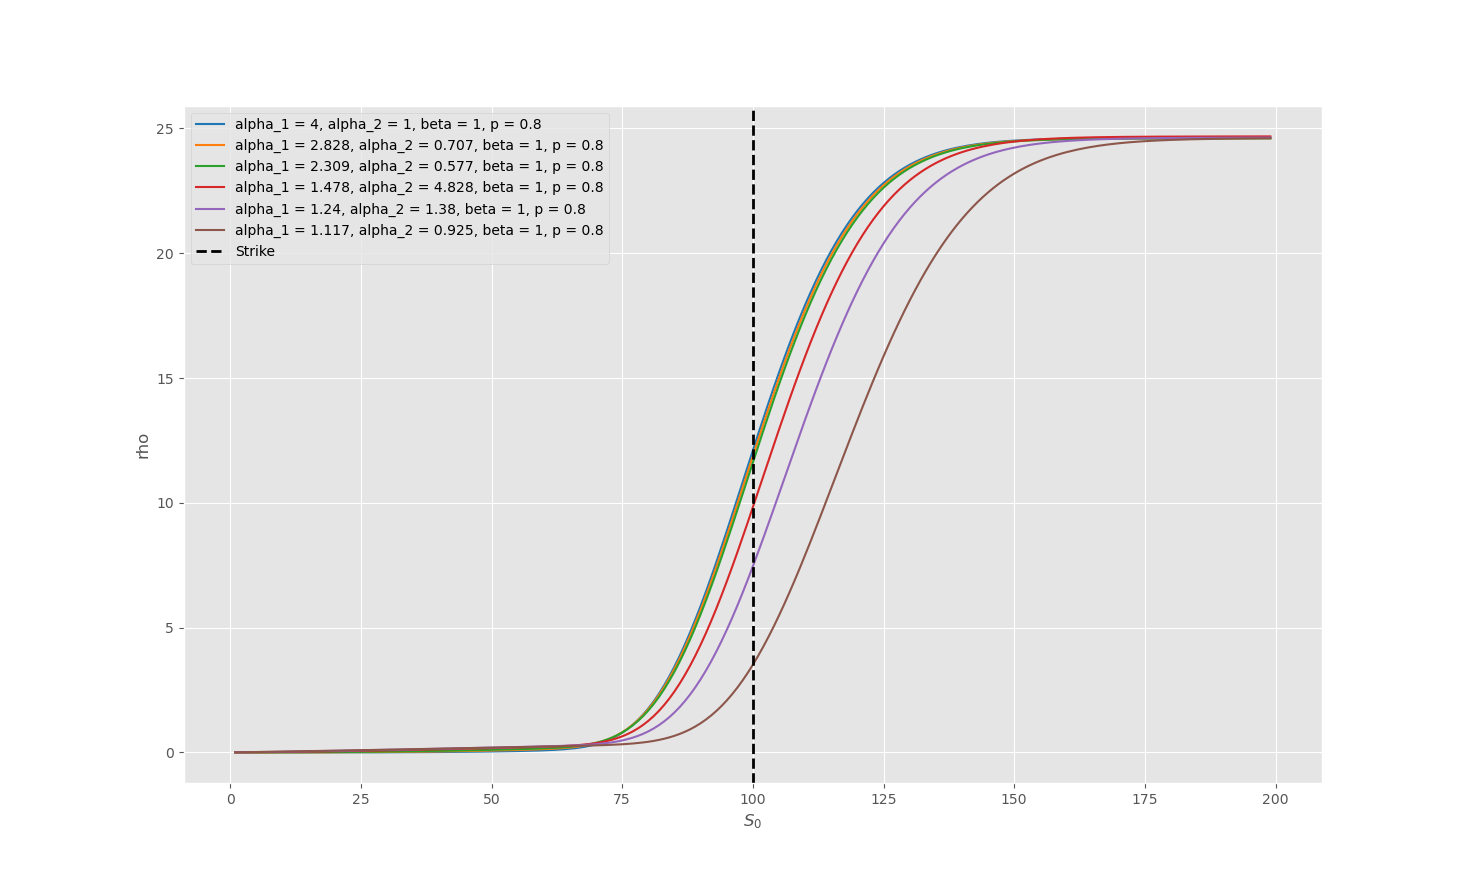 alpha_1 = 4, alpha_2 = 1, beta = 1, p = 0.8
alpha_1 = 2.828, alpha_2 = 0.707, beta = 1, p = 0.8
alpha_1 = 2.309, alpha_2 = 0.577, beta = 1, p = 0.8
alpha_1 = 1.478, alpha_2 = 4.828, beta = 1, p = 0.8
alpha_1 = 1.24, alpha_2 = 1.38, beta = 1, p = 0.8
alpha_1 = 1.117, alpha_2 = 0.925, beta = 1, p = 0.8
Strike
25
20
15
10
5
0
rho
0 25 50 75 100 125 150 175 200
S₀